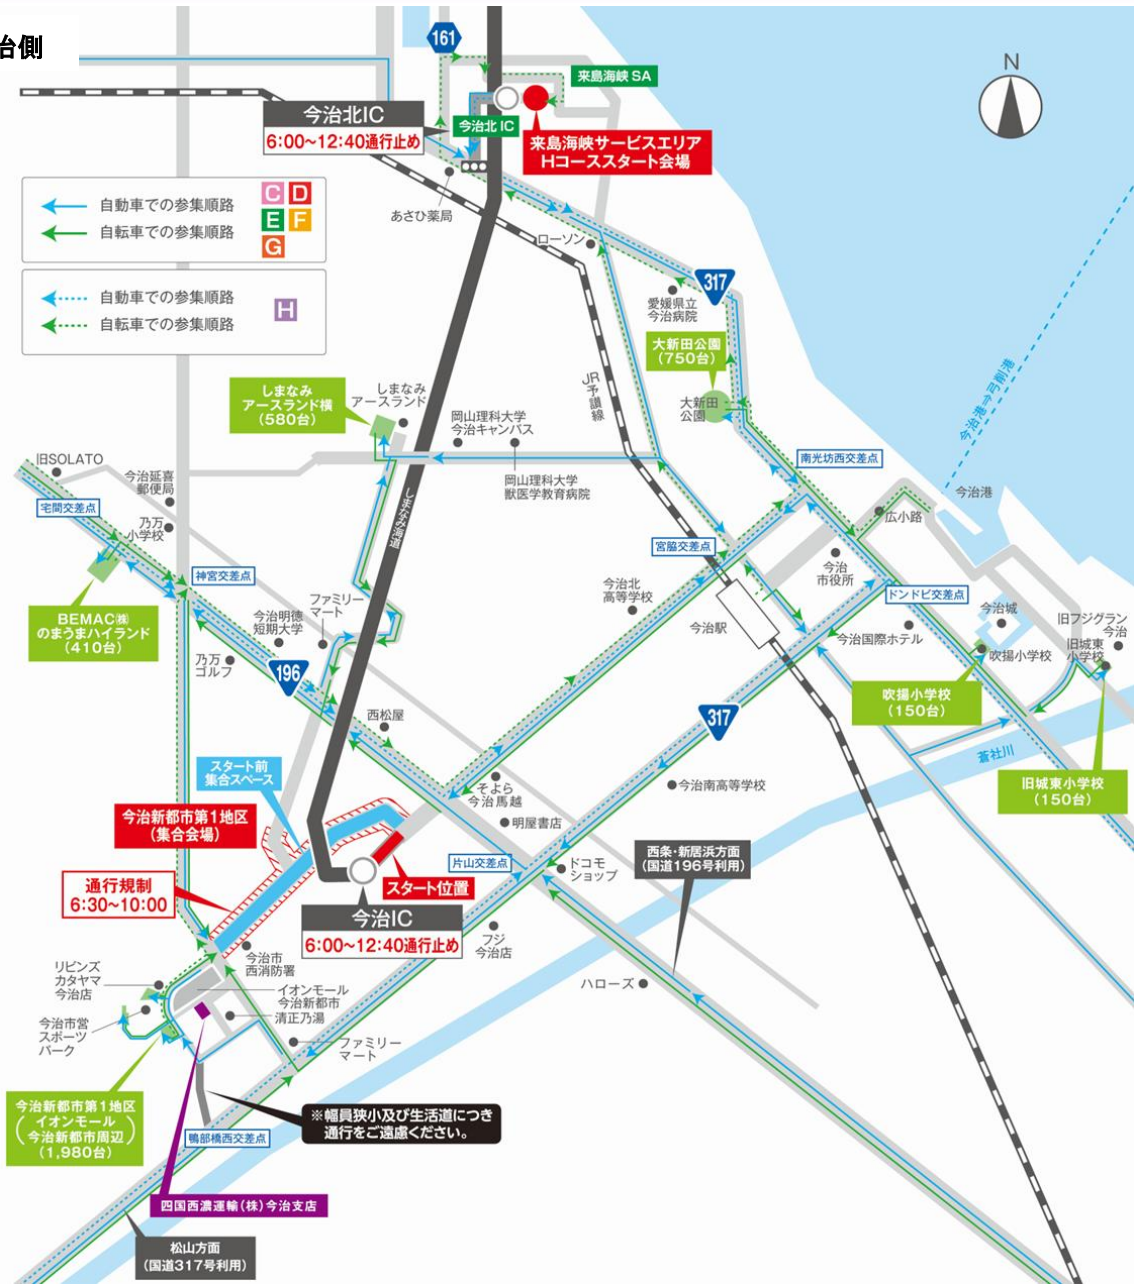 台側
161
来島海峡 SA
N
今治北IC
6:00～12:40通行止め
今治北 IC
来島海峡サービスエリア
Hコーススタート会場
自動車での参集順路
自転車での参集順路
C D
E F
G
自動車での参集順路
自転車での参集順路
H
あさひ薬局
ローソン
317
愛媛県立
今治病院
大新田公園
(750台)
大新田
公園
JR予讃線
今治港⇔弓削港
しまなみ
アースランド横
(580台)
しまなみ
アースランド
岡山理科大学
今治キャンパス
岡山理科大学
獣医学教育病院
しまなみ海道
南光坊西交差点
今治港
広小路
旧SOLATO
宅間交差点
今治延喜
郵便局
乃万
小学校
神宮交差点
BEMAC㈱
のまうまハイランド
(410台)
今治明徳
短期大学
ファミリー
マート
乃万
ゴルフ
196
西松屋
宮脇交差点
今治北
高等学校
今治駅
今治
市役所
ドンドビ交差点
今治国際ホテル
今治城
吹揚小学校
旧フジグラン
今治
旧城東
小学校
吹揚小学校
(150台)
317
蒼社川
旧城東小学校
(150台)
スタート前
集合スペース
今治新都市第1地区
(集合会場)
そよら
今治馬越
明屋書店
今治南高等学校
片山交差点
ドコモ
ショップ
西条・新居浜方面
(国道196号利用)
通行規制
6:30～10:00
スタート位置
今治IC
6:00～12:40通行止め
フジ
今治店
ハローズ
今治市
西消防署
リビンズ
カタヤマ
今治店
イオンモール
今治新都市
清正乃湯
今治市営
スポーツ
パーク
ファミリー
マート
今治新都市第1地区
(イオンモール
今治新都市周辺)
(1,980台)
※幅員狭小及び生活道につき
通行をご遠慮ください。
鴨部橋西交差点
四国西濃運輸(株)今治支店
松山方面
(国道317号利用)